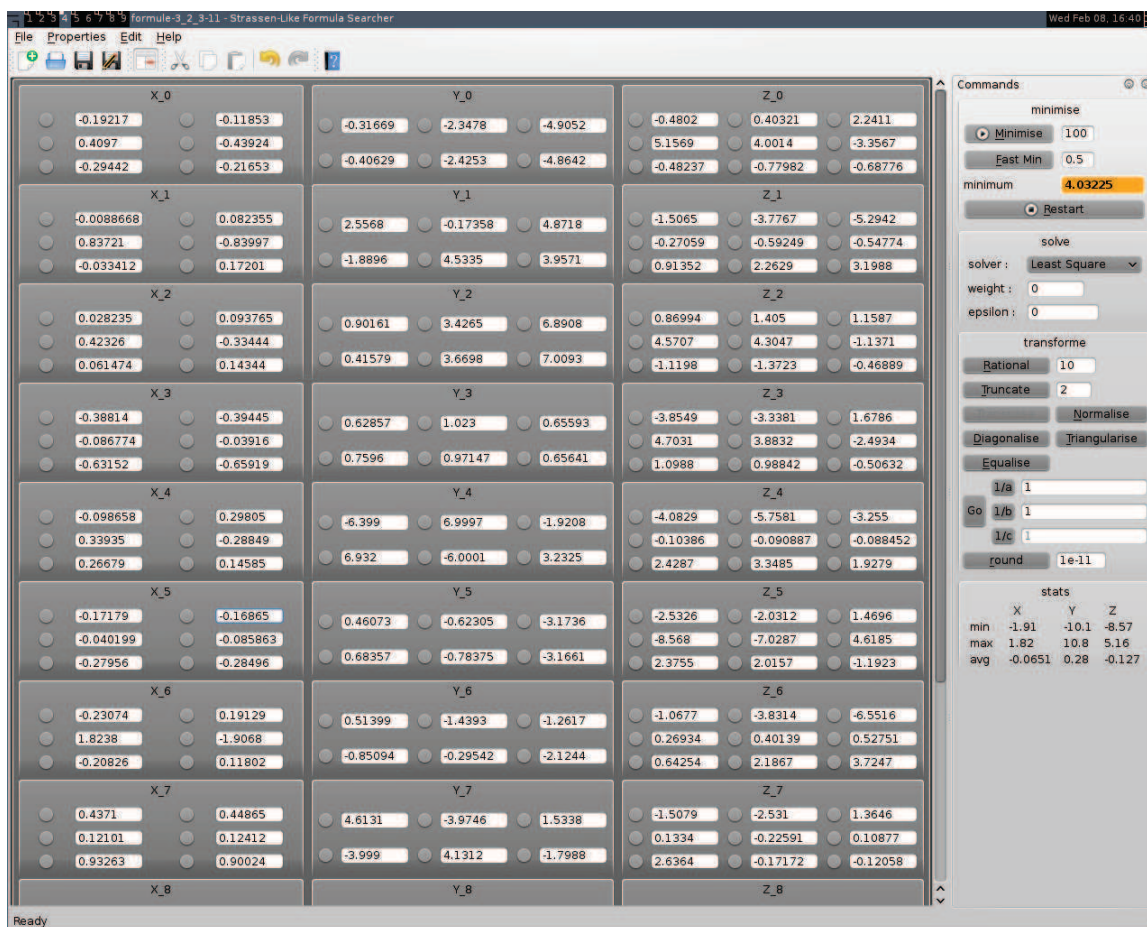 1 2 3 4 5 6 7 8 9 formule-3_2_3-11 - Strassen-Like Formula Searcher Wed Feb 08, 16:40
File Properties Edit Help
X_0 Y_0 Z_0
-0.19217 -0.11853 -0.31669 -2.3478 -4.9052 -0.4802 0.40321 2.2411
0.4097 -0.43924 5.1569 4.0014 -3.3567
-0.29442 -0.21653 -0.40629 -2.4253 -4.8642 -0.48237 -0.77982 -0.68776
X_1 Y_1 Z_1
-0.0088668 0.082355 2.5568 -0.17358 4.8718 -1.5065 -3.7767 -5.2942
0.83721 -0.83997 -0.27059 -0.59249 -0.54774
-0.033412 0.17201 -1.8896 4.5335 3.9571 0.91352 2.2629 3.1988
X_2 Y_2 Z_2
0.028235 0.093765 0.90161 3.4265 6.8908 0.86994 1.405 1.1587
0.42326 -0.33444 4.5707 4.3047 -1.1371
0.061474 0.14344 0.41579 3.6698 7.0093 -1.1198 -1.3723 -0.46889
X_3 Y_3 Z_3
-0.38814 -0.39445 0.62857 1.023 0.65593 -3.8549 -3.3381 1.6786
-0.086774 -0.03916 4.7031 3.8832 -2.4934
-0.63152 -0.65919 0.7596 0.97147 0.65641 1.0988 0.98842 -0.50632
X_4 Y_4 Z_4
-0.098658 0.29805 -6.399 6.9997 -1.9208 -4.0829 -5.7581 -3.255
0.33935 -0.28849 -0.10386 -0.090887 -0.088452
0.26679 0.14585 6.932 -6.0001 3.2325 2.4287 3.3485 1.9279
X_5 Y_5 Z_5
-0.17179 -0.16865 0.46073 -0.62305 -3.1736 -2.5326 -2.0312 1.4696
-0.040199 -0.085863 -8.568 -7.0287 4.6185
-0.27956 -0.28496 0.68357 -0.78375 -3.1661 2.3755 2.0157 -1.1923
X_6 Y_6 Z_6
-0.23074 0.19129 0.51399 -1.4393 -1.2617 -1.0677 -3.8314 -6.5516
1.8238 -1.9068 0.26934 0.40139 0.52751
-0.20826 0.11802 -0.85094 -0.29542 -2.1244 0.64254 2.1867 3.7247
X_7 Y_7 Z_7
0.4371 0.44865 4.6131 -3.9746 1.5338 -1.5079 -2.531 1.3646
0.12101 0.12412 0.1334 -0.22591 0.10877
0.93263 0.90024 -3.999 4.1312 -1.7988 2.6364 -0.17172 -0.12058
X_8 Y_8 Z_8
Commands
minimise
Minimise 100
Fast Min 0.5
minimum 4.03225
Restart
solve
solver : Least Square
weight : 0
epsilon : 0
transforme
Rational 10
Truncate 2
Normalise
Diagonalise Triangularise
Equalise
1/a 1
Go 1/b 1
1/c 1
round 1e-11
stats
X Y Z
min -1.91 -10.1 -8.57
max 1.82 10.8 5.16
avg -0.0651 0.28 -0.127
Ready